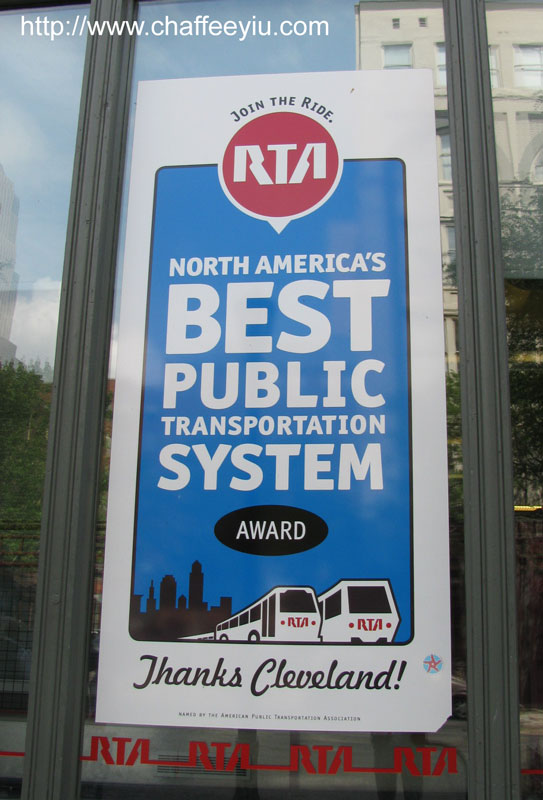 http://www.chaffeeyiu.com
JOIN THE RIDE.
RTA
NORTH AMERICA'S
BEST
PUBLIC
TRANSPORTATION
SYSTEM
AWARD
RTA RTA
Thanks Cleveland!
NAMED BY THE AMERICAN PUBLIC TRANSPORTATION ASSOCIATION
RTA RTA RTA RTA